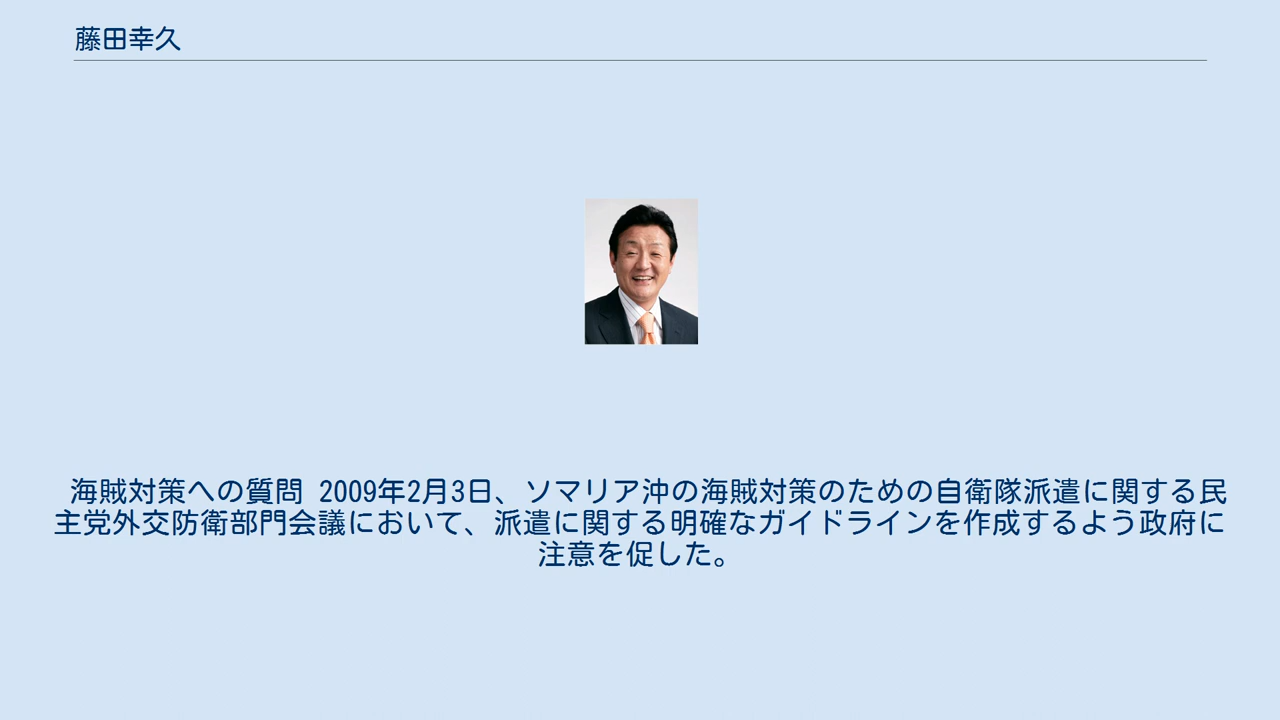 藤田幸久
海賊対策への質問 2009年2月3日、ソマリア沖の海賊対策のための自衛隊派遣に関する民
主党外交防衛部門会議において、派遣に関する明確なガイドラインを作成するよう政府に
注意を促した。